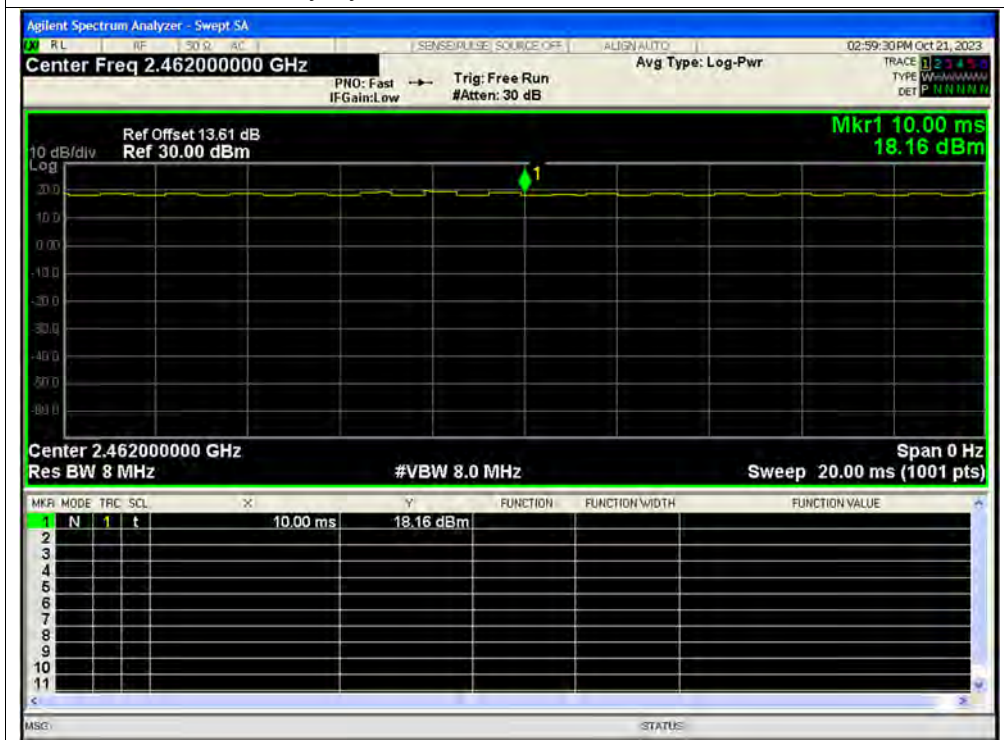 Agilent Spectrum Analyzer - Swept SA
RL RF 50 Ω AC SENSE:PULSE SOURCE OFF ALIGN AUTO 02:59:30 PM Oct 21, 2023
Center Freq 2.462000000 GHz
PNO: Fast
IFGain:Low
Trig: Free Run
#Atten: 30 dB
Avg Type: Log-Pwr
TRACE 1 2 3 4 5 6
TYPE
DET P N N N N N
Mkr1 10.00 ms
18.16 dBm
Ref Offset 13.61 dB
10 dB/div Ref 30.00 dBm
Log
20.0
1
10.0
0.00
-10.0
-20.0
-30.0
-40.0
-50.0
-60.0
Center 2.462000000 GHz Span 0 Hz
Res BW 8 MHz #VBW 8.0 MHz Sweep 20.00 ms (1001 pts)
MKR MODE TRC SCL X Y FUNCTION FUNCTION WIDTH FUNCTION VALUE
1 N 1 t 10.00 ms 18.16 dBm
2
3
4
5
6
7
8
9
10
11
MSG STATUS